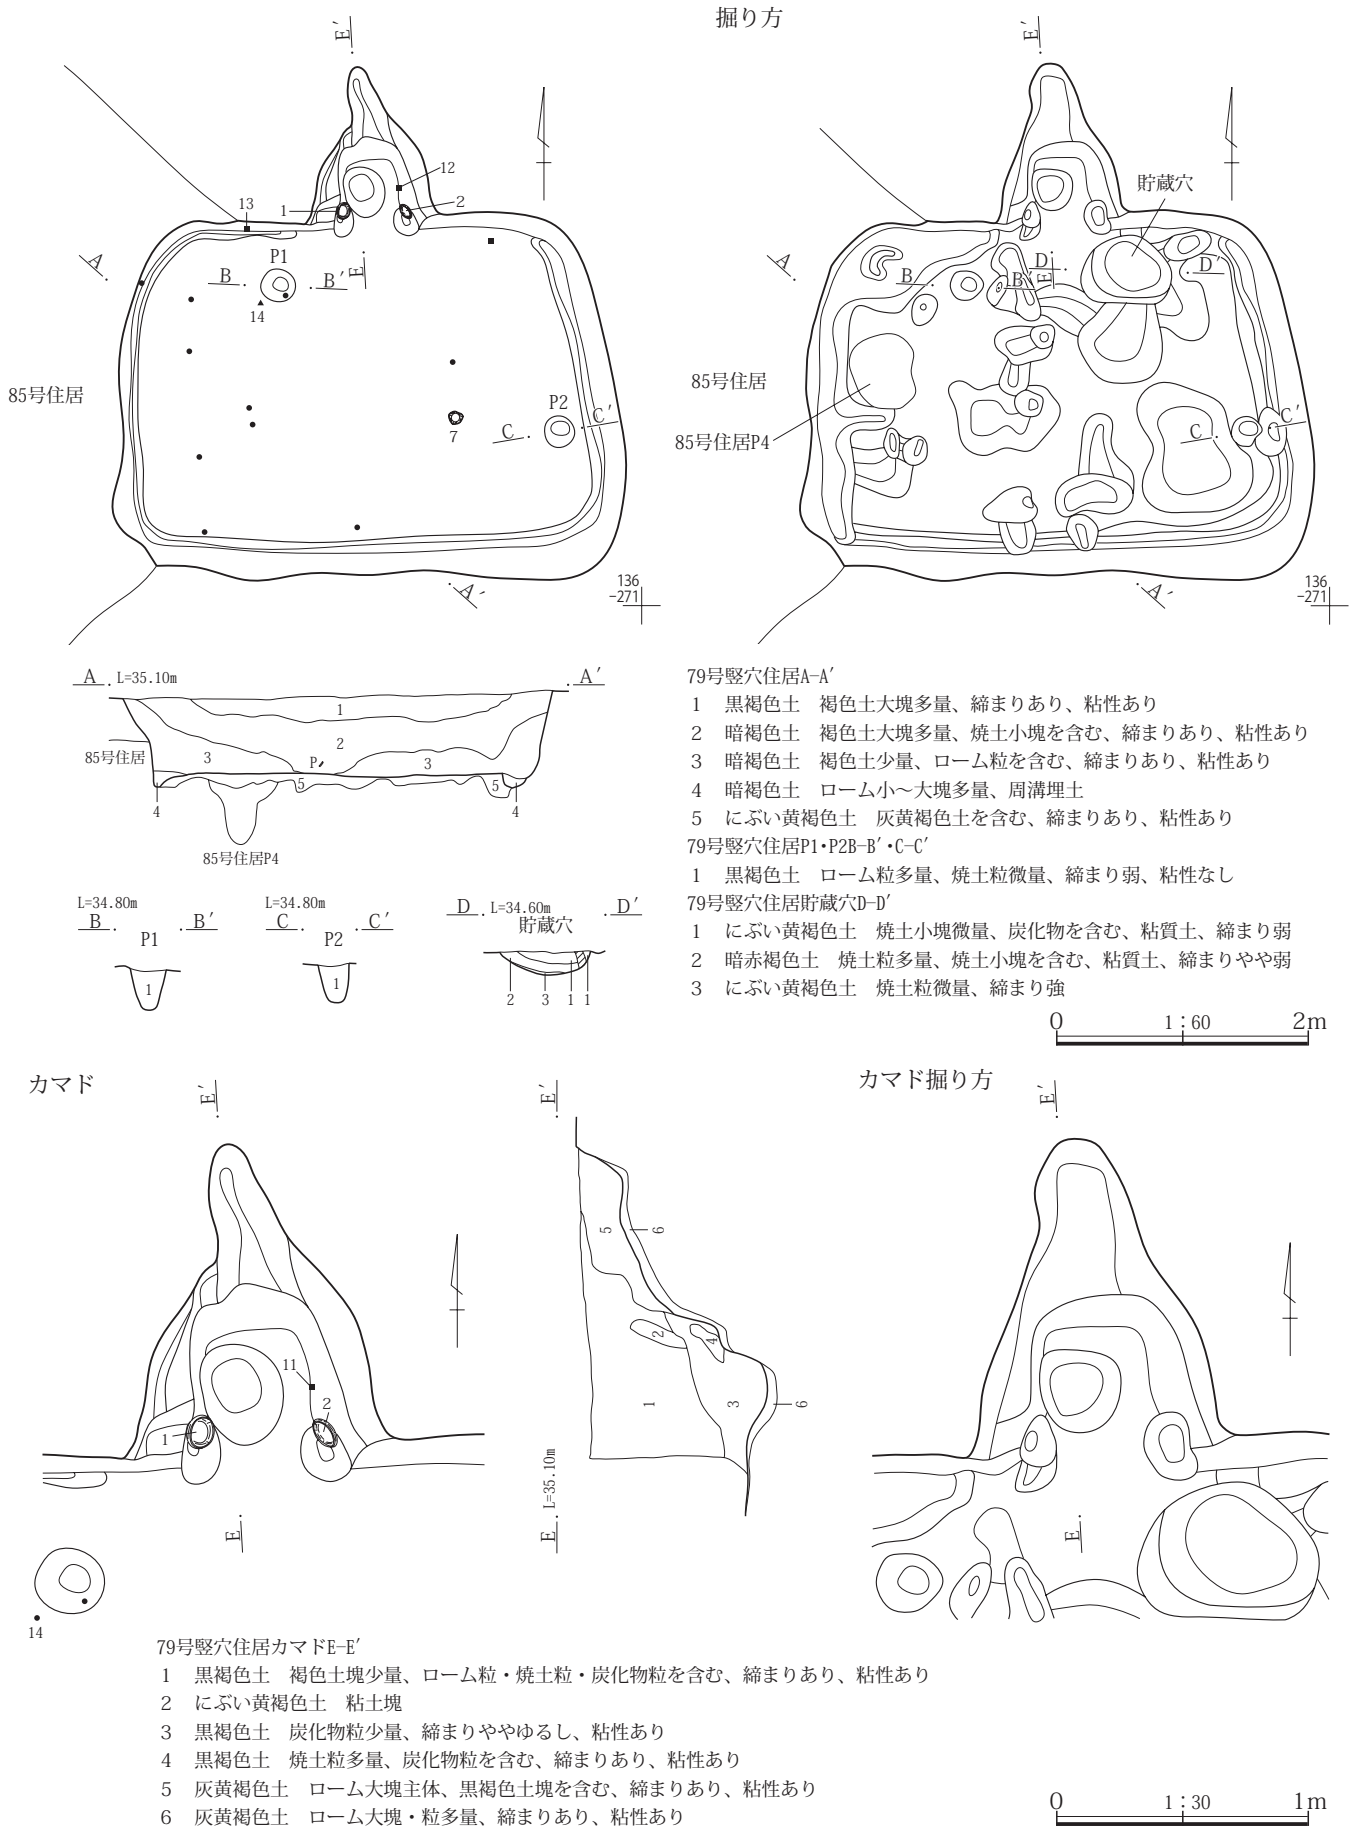 掘り方
E′
12
13
1
2
A
P1
B
B′
E
14
85号住居
P2
C
C′
7
A′
136
-271
E′
貯蔵穴
A
B
B′
D
E
D′
85号住居
85号住居P4
C
C′
A′
136
-271
A
L=35.10m
A′
1
2
85号住居
3
P
3
5
5
4
4
85号住居P4
L=34.80m
B
B′
P1
1
L=34.80m
C
C′
P2
1
D
L=34.60m
D′
貯蔵穴
2 3 1 1
79号竪穴住居A−A′
1 黒褐色土 褐色土大塊多量、締まりあり、粘性あり
2 暗褐色土 褐色土大塊多量、焼土小塊を含む、締まりあり、粘性あり
3 暗褐色土 褐色土少量、ローム粒を含む、締まりあり、粘性あり
4 暗褐色土 ローム小〜大塊多量、周溝埋土
5 にぶい黄褐色土 灰黄褐色土を含む、締まりあり、粘性あり
79号竪穴住居P1･P2B−B′･C−C′
1 黒褐色土 ローム粒多量、焼土粒微量、締まり弱、粘性なし
79号竪穴住居貯蔵穴D−D′
1 にぶい黄褐色土 焼土小塊微量、炭化物を含む、粘質土、締まり弱
2 暗赤褐色土 焼土粒多量、焼土小塊を含む、粘質土、締まりやや弱
3 にぶい黄褐色土 焼土粒微量、締まり強
0 1：60 2m
カマド
E′
11
2
1
E
14
E′
5
6
2
4
1
3
6
E
L=35.10m
カマド掘り方
E′
E
79号竪穴住居カマドE−E′
1 黒褐色土 褐色土塊少量、ローム粒・焼土粒・炭化物粒を含む、締まりあり、粘性あり
2 にぶい黄褐色土 粘土塊
3 黒褐色土 炭化物粒少量、締まりややゆるし、粘性あり
4 黒褐色土 焼土粒多量、炭化物粒を含む、締まりあり、粘性あり
5 灰黄褐色土 ローム大塊主体、黒褐色土塊を含む、締まりあり、粘性あり
6 灰黄褐色土 ローム大塊・粒多量、締まりあり、粘性あり
0 1：30 1m